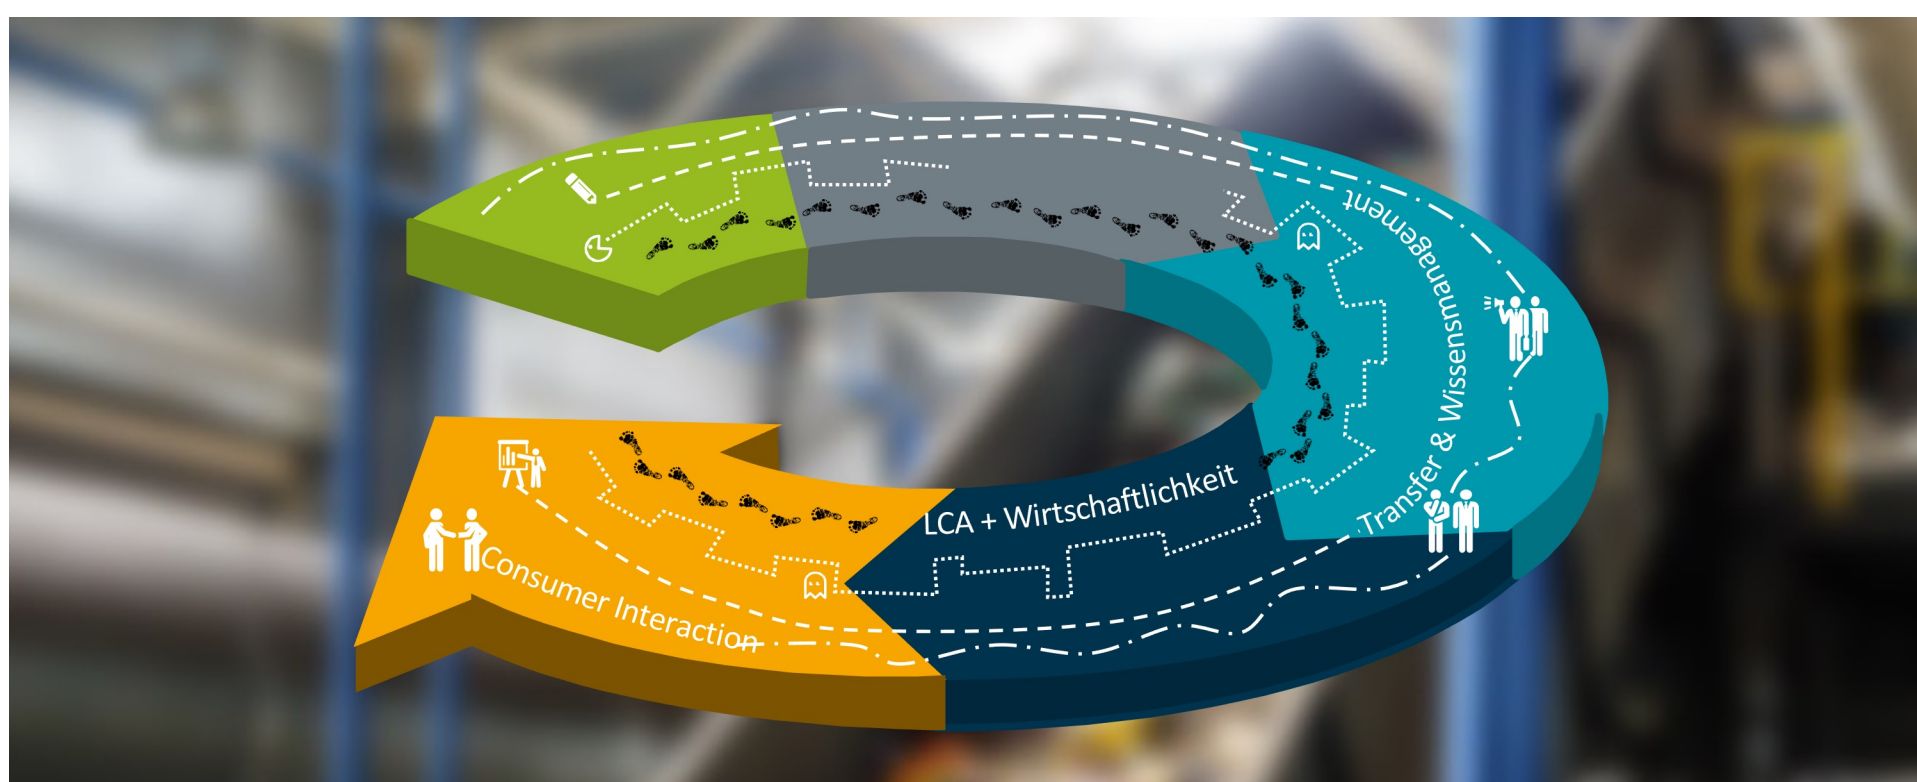 Transfer & Wissensmanagement
LCA + Wirtschaftlichkeit
Consumer Interaction